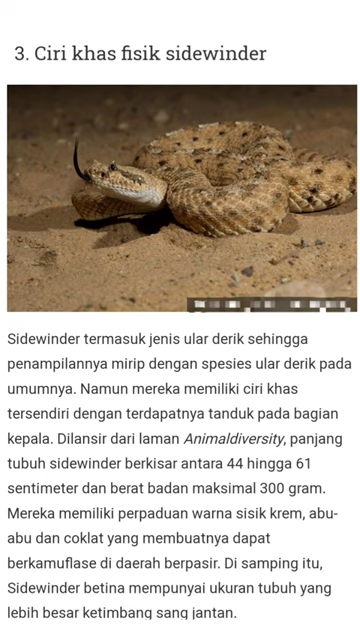 3. Ciri khas fisik sidewinder
Sidewinder termasuk jenis ular derik sehingga
penampilannya mirip dengan spesies ular derik pada
umumnya. Namun mereka memiliki ciri khas
tersendiri dengan terdapatnya tanduk pada bagian
kepala. Dilansir dari laman Animaldiversity, panjang
tubuh sidewinder berkisar antara 44 hingga 61
sentimeter dan berat badan maksimal 300 gram.
Mereka memiliki perpaduan warna sisik krem, abu-
abu dan coklat yang membuatnya dapat
berkamuflase di daerah berpasir. Di samping itu,
Sidewinder betina mempunyai ukuran tubuh yang
lebih besar ketimbang sang jantan.